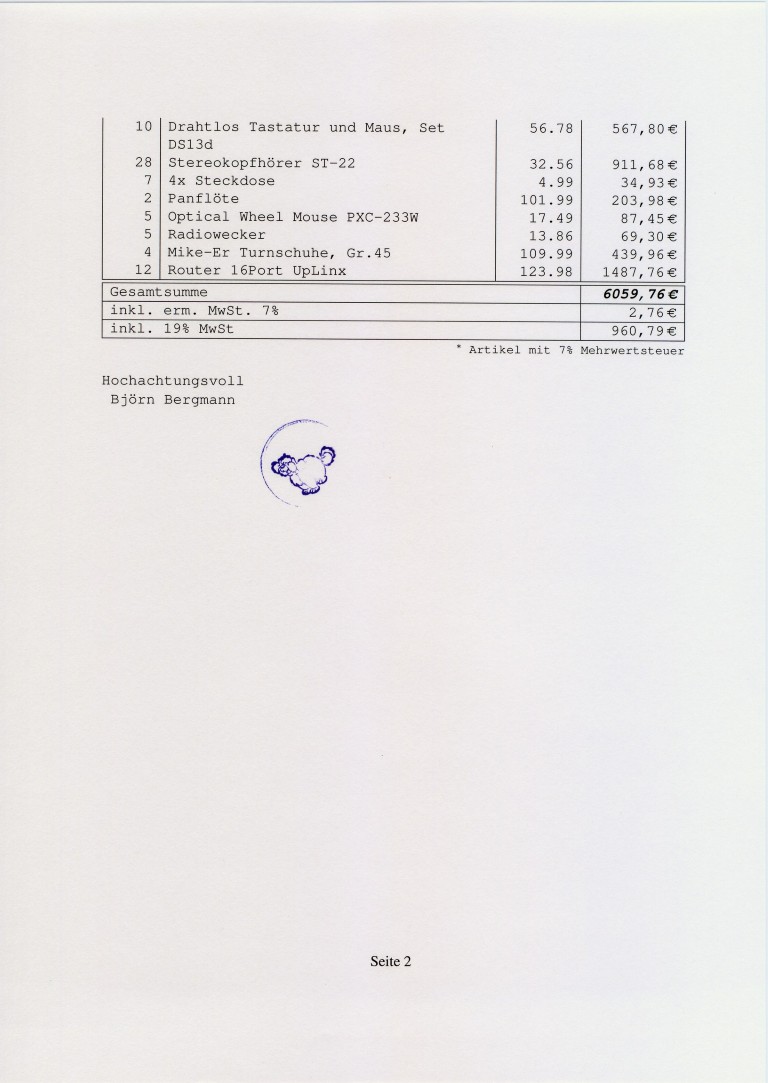 10 Drahtlos Tastatur und Maus, Set 56.78 567,80€
DS13d
28 Stereokopfhörer ST-22 32.56 911,68€
7 4x Steckdose 4.99 34,93€
2 Panflöte 101.99 203,98€
5 Optical Wheel Mouse PXC-233W 17.49 87,45€
5 Radiowecker 13.86 69,30€
4 Mike-Er Turnschuhe, Gr.45 109.99 439,96€
12 Router 16Port UpLinx 123.98 1487,76€
Gesamtsumme 6059,76€
inkl. erm. MwSt. 7% 2,76€
inkl. 19% MwSt 960,79€
* Artikel mit 7% Mehrwertsteuer
Hochachtungsvoll
Björn Bergmann
Seite 2